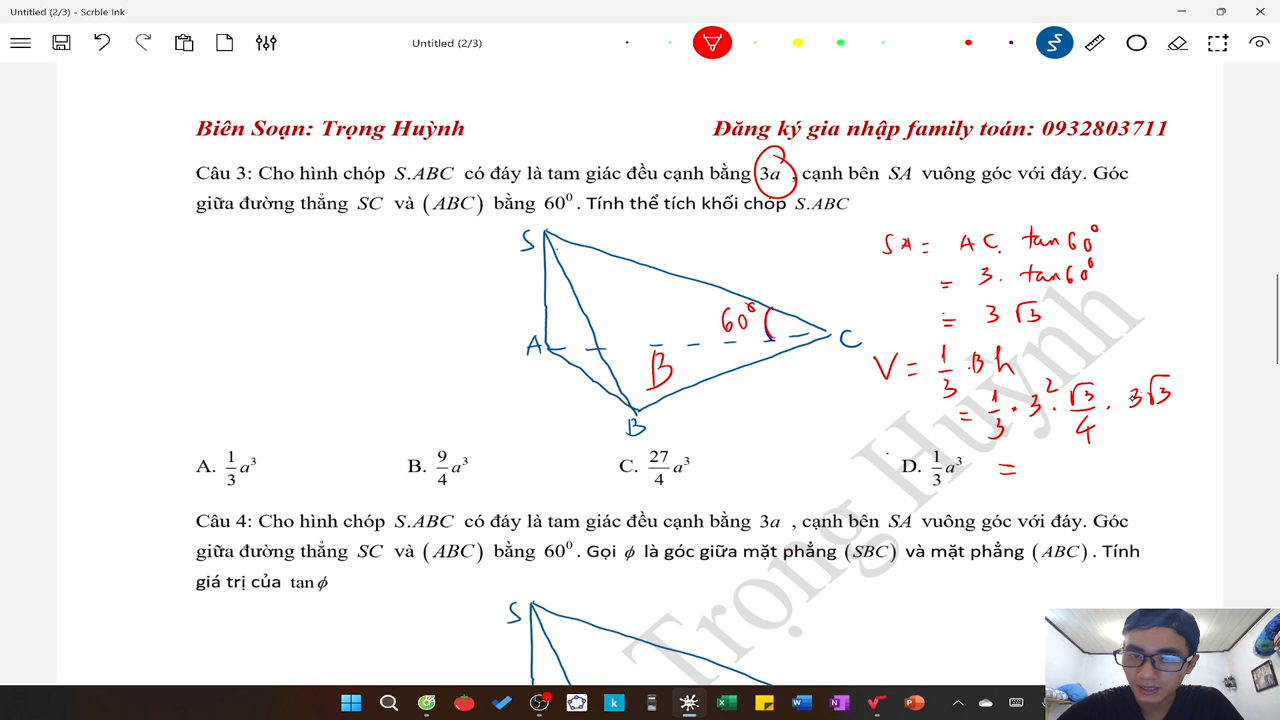 Untitled (2/3) - Scrble Ink
Untitled (2/3)
Biên Soạn: Trọng Huỳnh Đăng ký gia nhập family toán: 0932803711
Câu 3: Cho hình chóp S.ABC có đáy là tam giác đều cạnh bằng 3a , cạnh bên SA vuông góc với đáy. Góc
giữa đường thẳng SC và (ABC) bằng 60⁰. Tính thể tích khối chóp S.ABC
S
A
B
C
60°
B
SA = AC. tan60°
= 3. tan60°
= 3√3
V = 1/3 .Bh
= 1/3 . 3² . √3/4 . 3√3
=
A. 1/3 a³ B. 9/4 a³ C. 27/4 a³ D. 1/3 a³
Câu 4: Cho hình chóp S.ABC có đáy là tam giác đều cạnh bằng 3a , cạnh bên SA vuông góc với đáy. Góc
giữa đường thẳng SC và (ABC) bằng 60⁰. Gọi ϕ là góc giữa mặt phẳng (SBC) và mặt phẳng (ABC). Tính
giá trị của tanϕ
S
Trọng Huỳnh